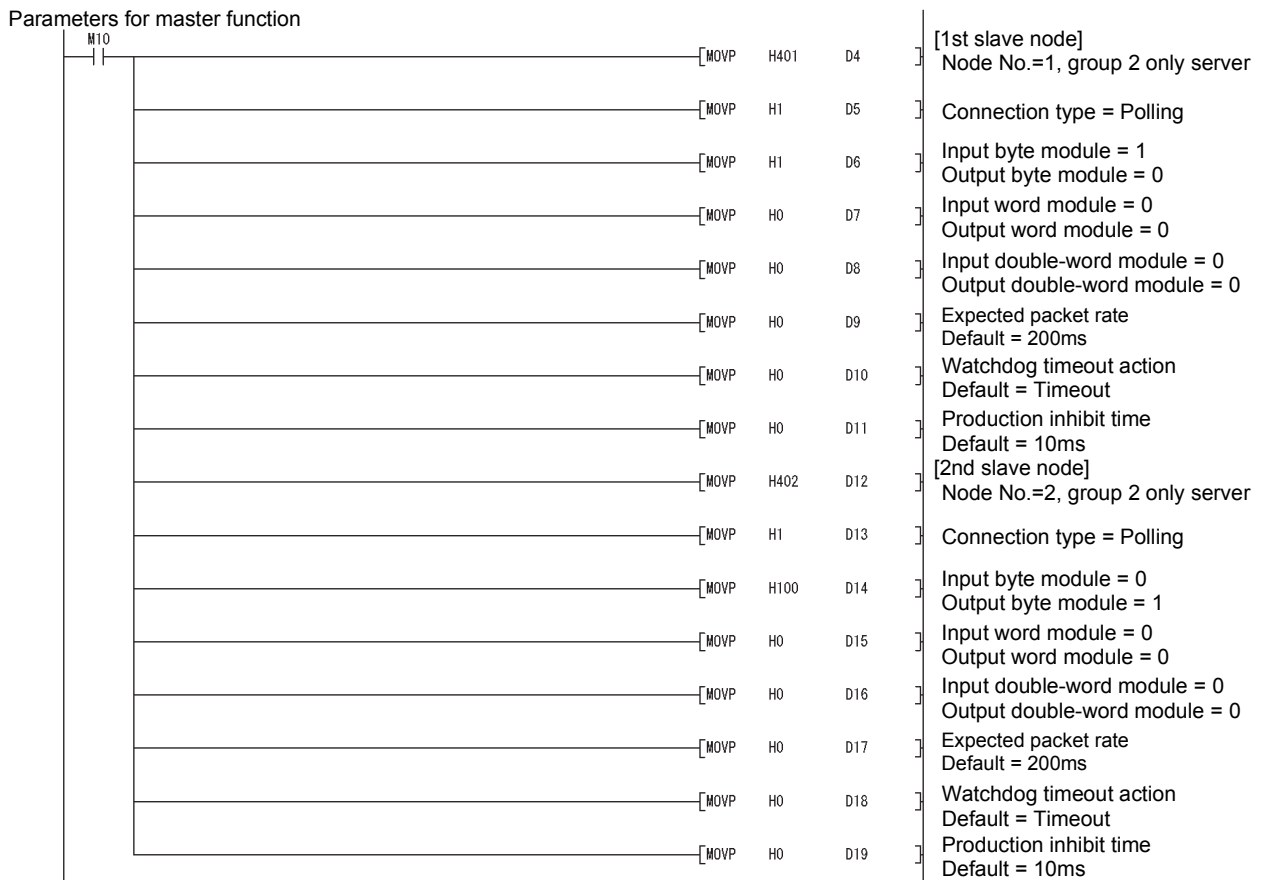 Parameters for master function
M10
MOVP H401 D4
[1st slave node]
Node No.=1, group 2 only server
MOVP H1 D5
Connection type = Polling
MOVP H1 D6
Input byte module = 1
Output byte module = 0
MOVP H0 D7
Input word module = 0
Output word module = 0
MOVP H0 D8
Input double-word module = 0
Output double-word module = 0
MOVP H0 D9
Expected packet rate
Default = 200ms
MOVP H0 D10
Watchdog timeout action
Default = Timeout
MOVP H0 D11
Production inhibit time
Default = 10ms
MOVP H402 D12
[2nd slave node]
Node No.=2, group 2 only server
MOVP H1 D13
Connection type = Polling
MOVP H100 D14
Input byte module = 0
Output byte module = 1
MOVP H0 D15
Input word module = 0
Output word module = 0
MOVP H0 D16
Input double-word module = 0
Output double-word module = 0
MOVP H0 D17
Expected packet rate
Default = 200ms
MOVP H0 D18
Watchdog timeout action
Default = Timeout
MOVP H0 D19
Production inhibit time
Default = 10ms